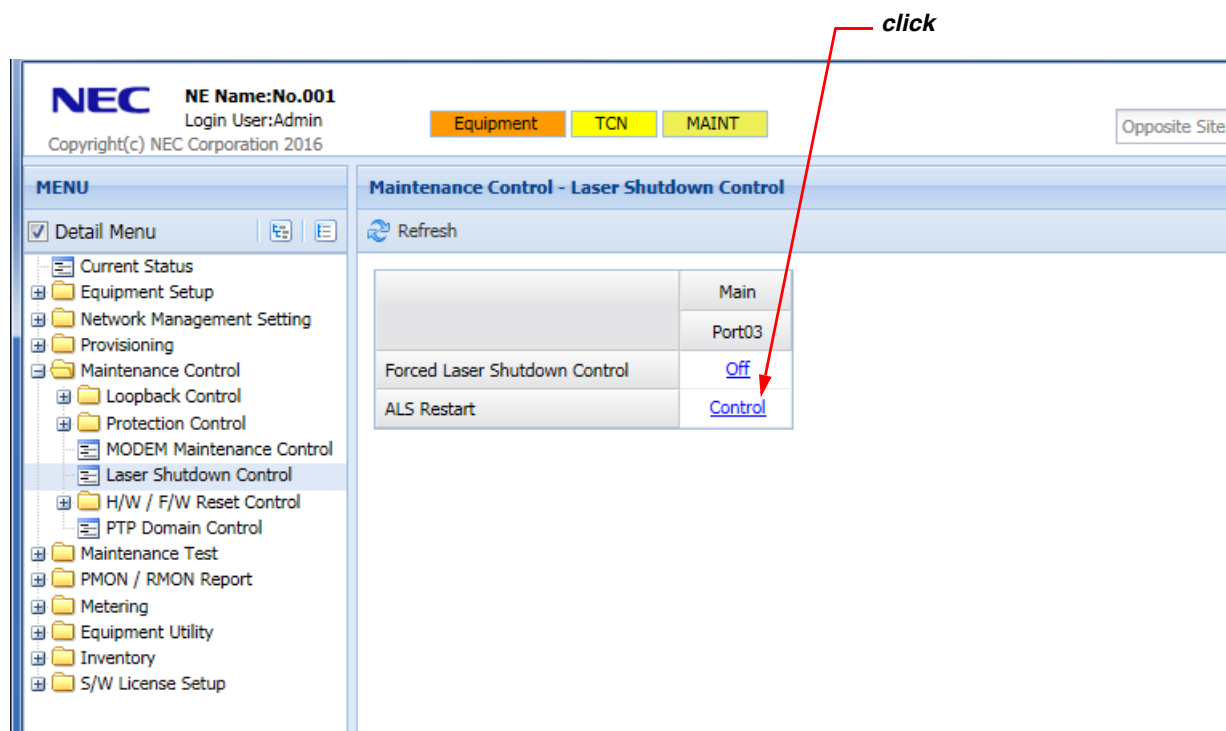 click
NEC
NE Name:No.001
Login User:Admin
Copyright(c) NEC Corporation 2016
Equipment
TCN
MAINT
Opposite Site
MENU
Detail Menu
Current Status
Equipment Setup
Network Management Setting
Provisioning
Maintenance Control
Loopback Control
Protection Control
MODEM Maintenance Control
Laser Shutdown Control
H/W / F/W Reset Control
PTP Domain Control
Maintenance Test
PMON / RMON Report
Metering
Equipment Utility
Inventory
S/W License Setup
Maintenance Control - Laser Shutdown Control
Refresh
Main
Port03
Forced Laser Shutdown Control Off
ALS Restart Control